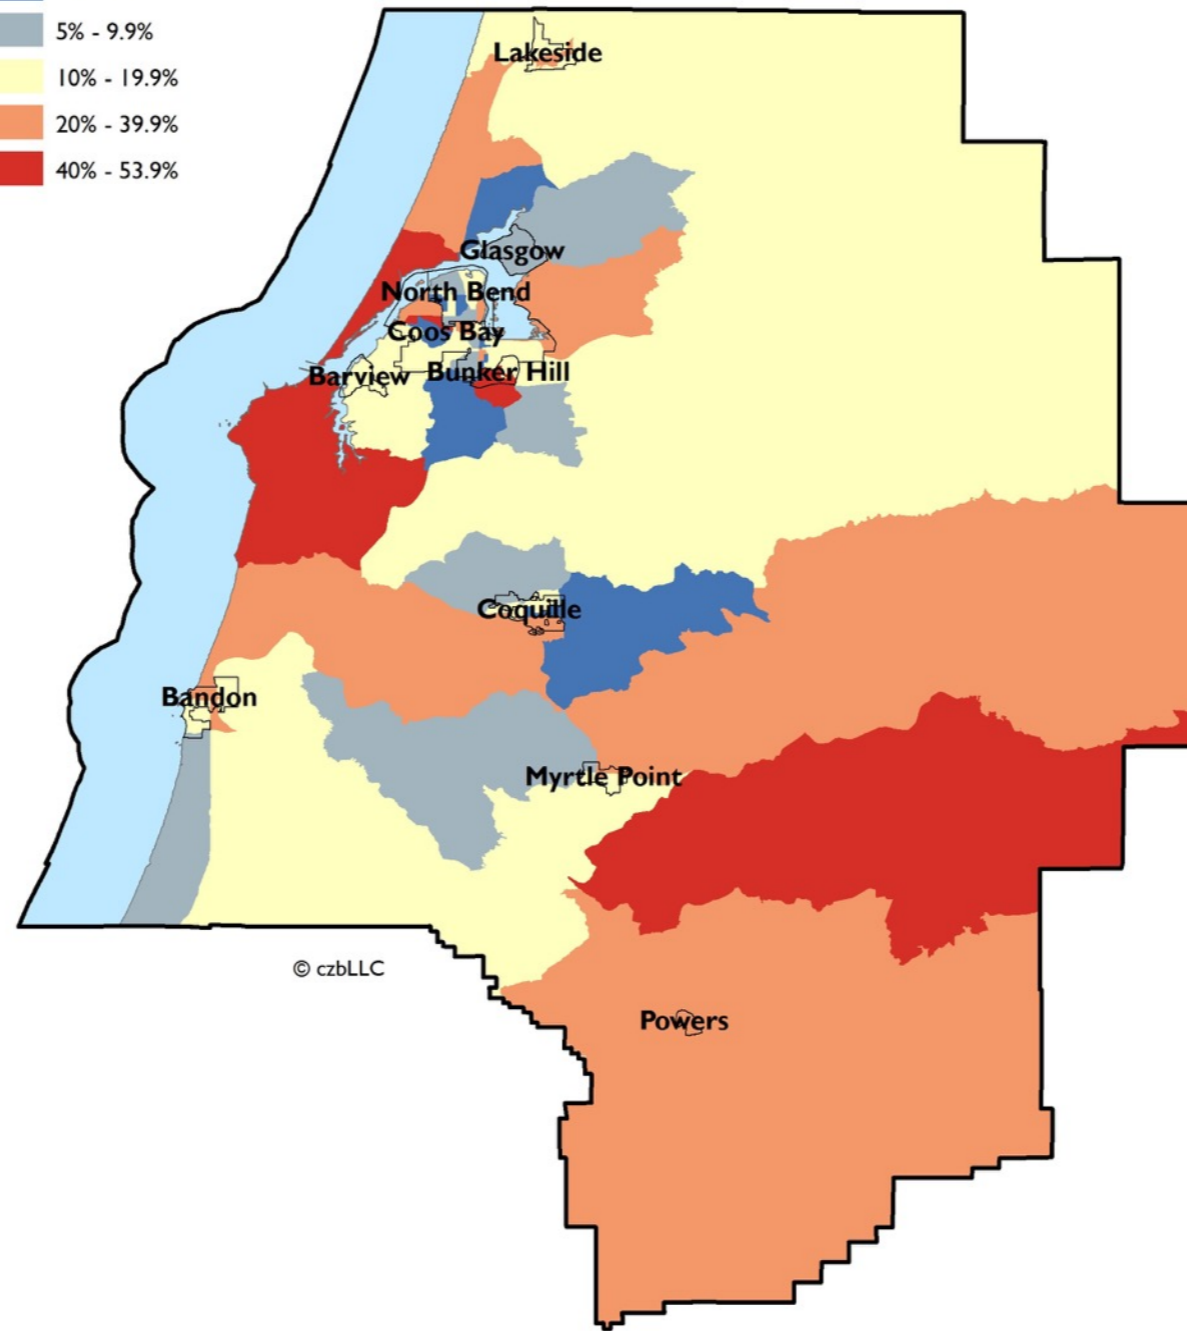 5% - 9.9%
10% - 19.9%
20% - 39.9%
40% - 53.9%
Lakeside
Glasgow
North Bend
Coos Bay
Barview
Bunker Hill
Coquille
Bandon
Myrtle Point
© czbLLC
Powers